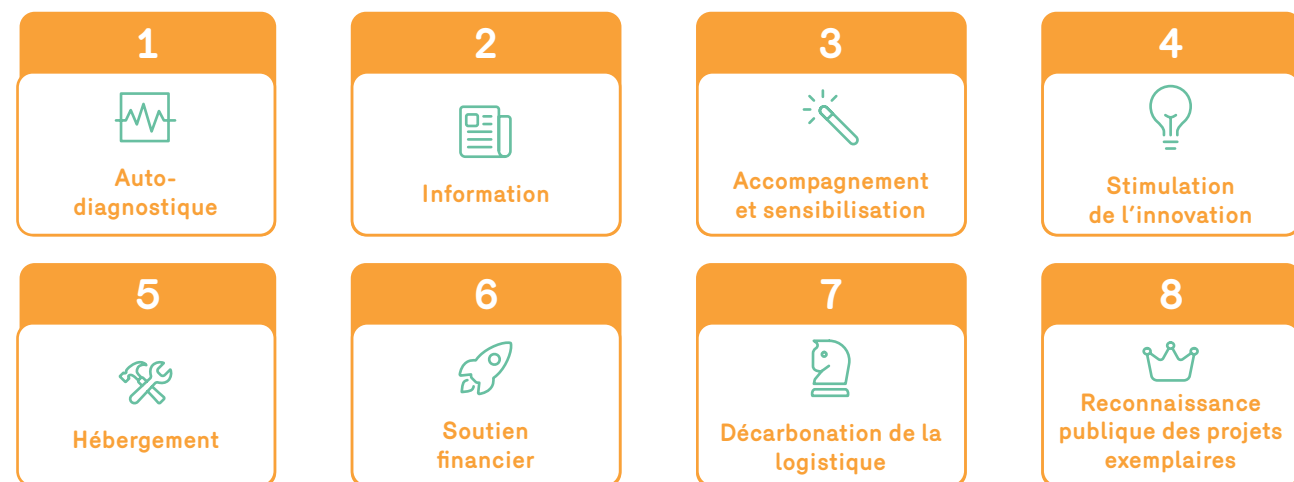 1
Auto-
diagnostique
2
Information
3
Accompagnement
et sensibilisation
4
Stimulation
de l’innovation
5
Hébergement
6
Soutien
financier
7
Décarbonation de la
logistique
8
Reconnaissance
publique des projets
exemplaires